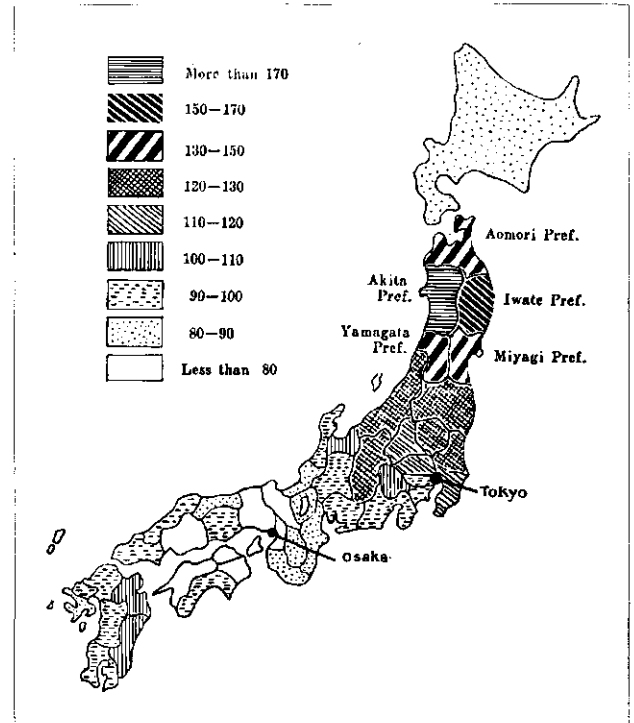 More than 170
150—170
130—150
120—130
110—120
100—110
90—100
80—90
Less than 80
Aomori Pref.
Akita
Pref.
Iwate Pref.
Yamagata
Pref.
Miyagi Pref.
Tokyo
Osaka